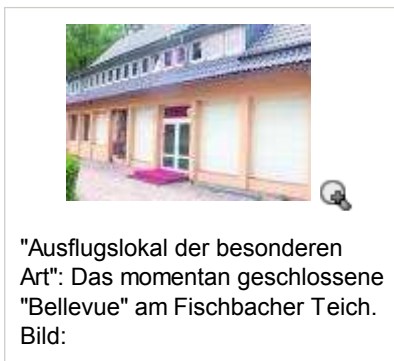 "Ausflugslokal der besonderen
Art": Das momentan geschlossene
"Bellevue" am Fischbacher Teich.
Bild: